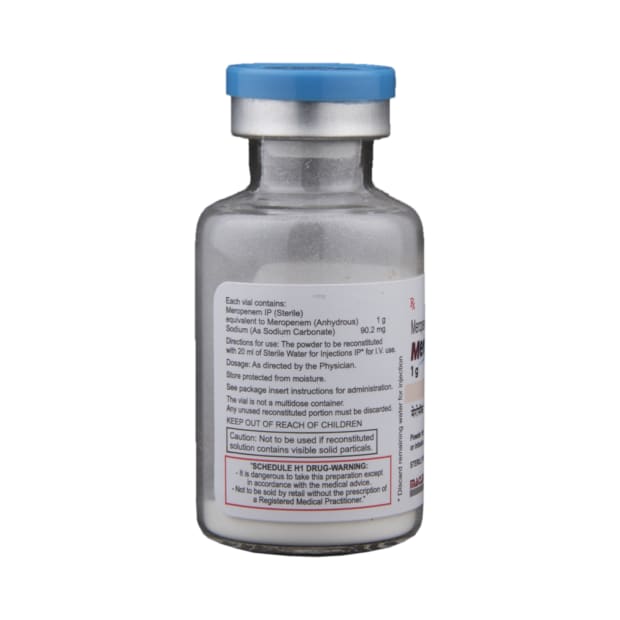 Each vial contains:
Meropenem IP (Sterile)
equivalent to Meropenem (Anhydrous) 1 g
Sodium (As Sodium Carbonate) 90.2 mg
Directions for use: The powder to be reconstituted
with 20 ml of Sterile Water for Injections IP* for I.V. use.
Dosage: As directed by the Physician.
Store protected from moisture.
See package insert instructions for administration.
The vial is not a multidose container.
Any unused reconstituted portion must be discarded.
KEEP OUT OF REACH OF CHILDREN
Caution: Not to be used if reconstituted
solution contains visible solid particals.
"SCHEDULE H1 DRUG-WARNING:
- It is dangerous to take this preparation except
in accordance with the medical advice.
- Not to be sold by retail without the prescription of
a Registered Medical Practitioner."
* Discard remaining water for injection
Rx
1 g